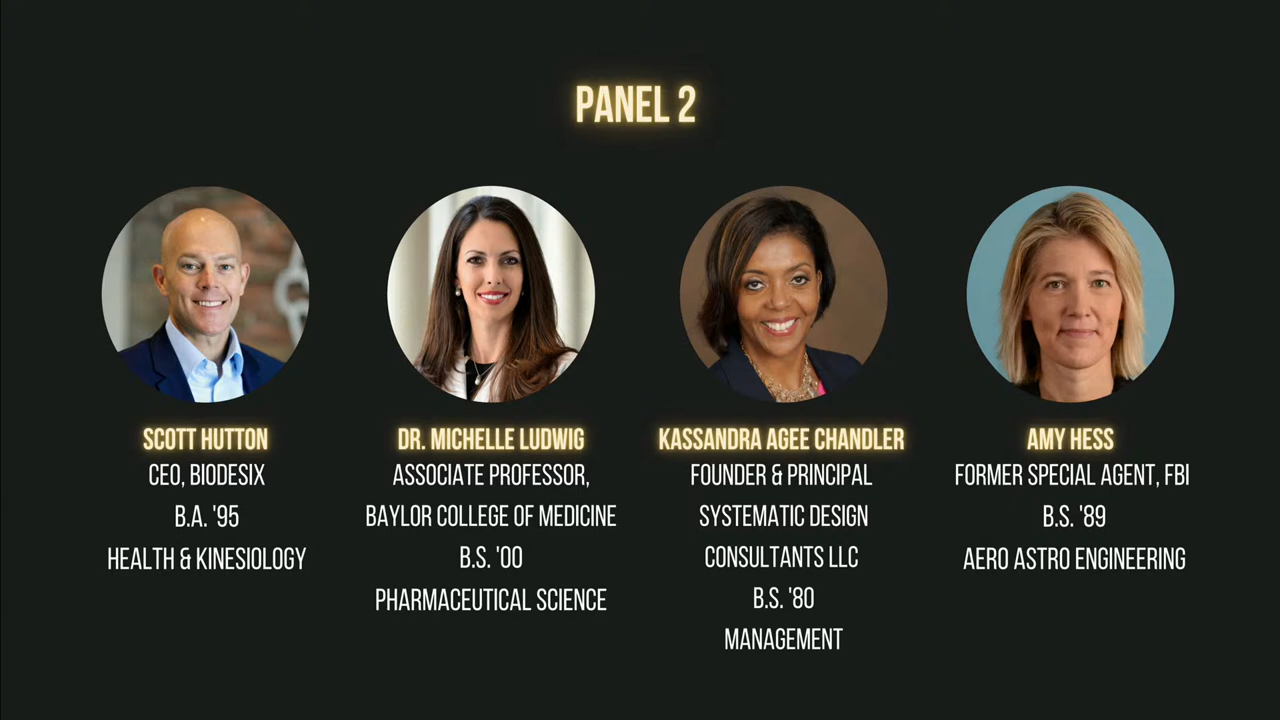 PANEL 2
SCOTT HUTTON
CEO, BIODESIX
B.A. '95
HEALTH & KINESIOLOGY
DR. MICHELLE LUDWIG
ASSOCIATE PROFESSOR,
BAYLOR COLLEGE OF MEDICINE
B.S. '00
PHARMACEUTICAL SCIENCE
KASSANDRA AGEE CHANDLER
FOUNDER & PRINCIPAL
SYSTEMATIC DESIGN
CONSULTANTS LLC
B.S. '80
MANAGEMENT
AMY HESS
FORMER SPECIAL AGENT, FBI
B.S. '89
AERO ASTRO ENGINEERING